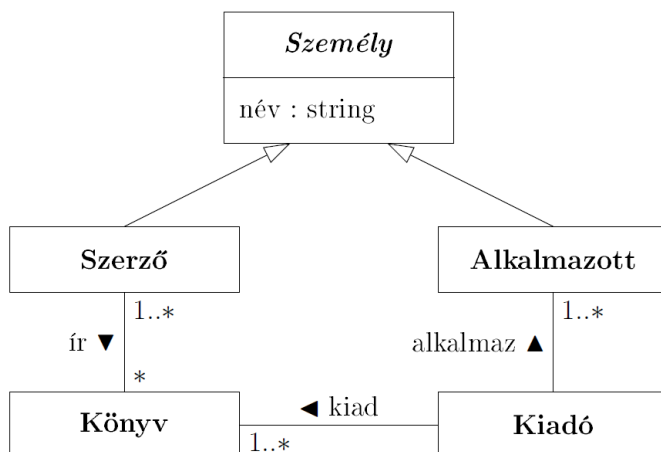 Személy
név : string
Szerző
Alkalmazott
1..*
1..*
ír ▼
alkalmaz ▲
*
◄ kiad
Könyv
Kiadó
1..*